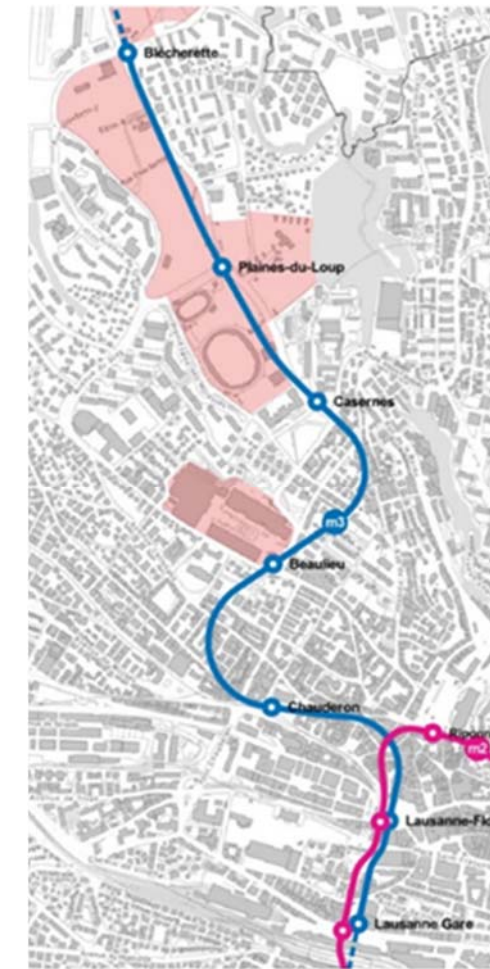 Blécherette
Plaines-du-Loup
Casernes
m3
Beaulieu
Chauderon
m2
Lausanne-Flo
Lausanne Gare